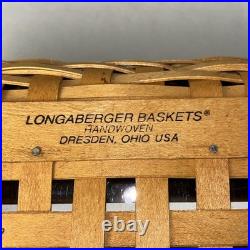 LONGABERGER BASKETS®
HANDWOVEN
DRESDEN, OHIO USA